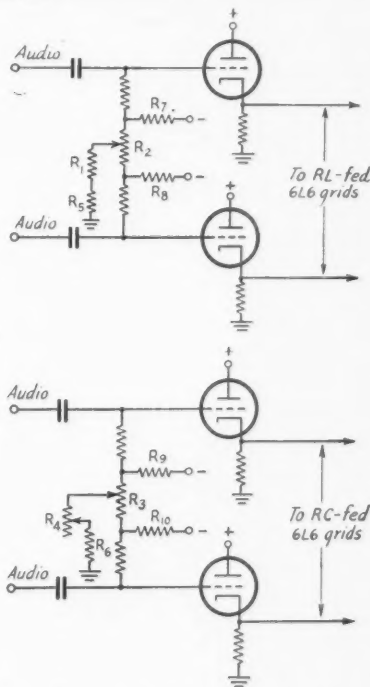 +
Audio
R7
-
R1
R2
R8
-
R5
To RL-fed
6L6 grids
Audio
+
+
Audio
R9
-
R4
R3
R10
-
R6
To RC-fed
6L6 grids
Audio
+